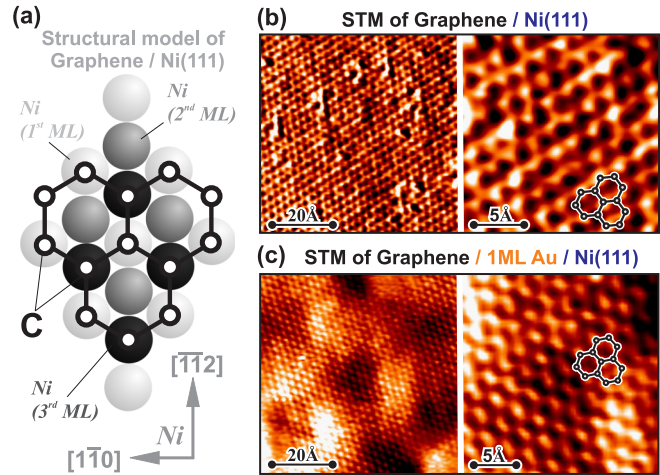 (a)
Structural model of
Graphene / Ni(111)
Ni
(2nd ML)
Ni
(1st ML)
C
Ni
(3rd ML)
[1̅1̅2]
[11̅0]
Ni
(b)
STM of Graphene / Ni(111)
20Å
5Å
(c)
STM of Graphene / 1ML Au / Ni(111)
20Å
5Å